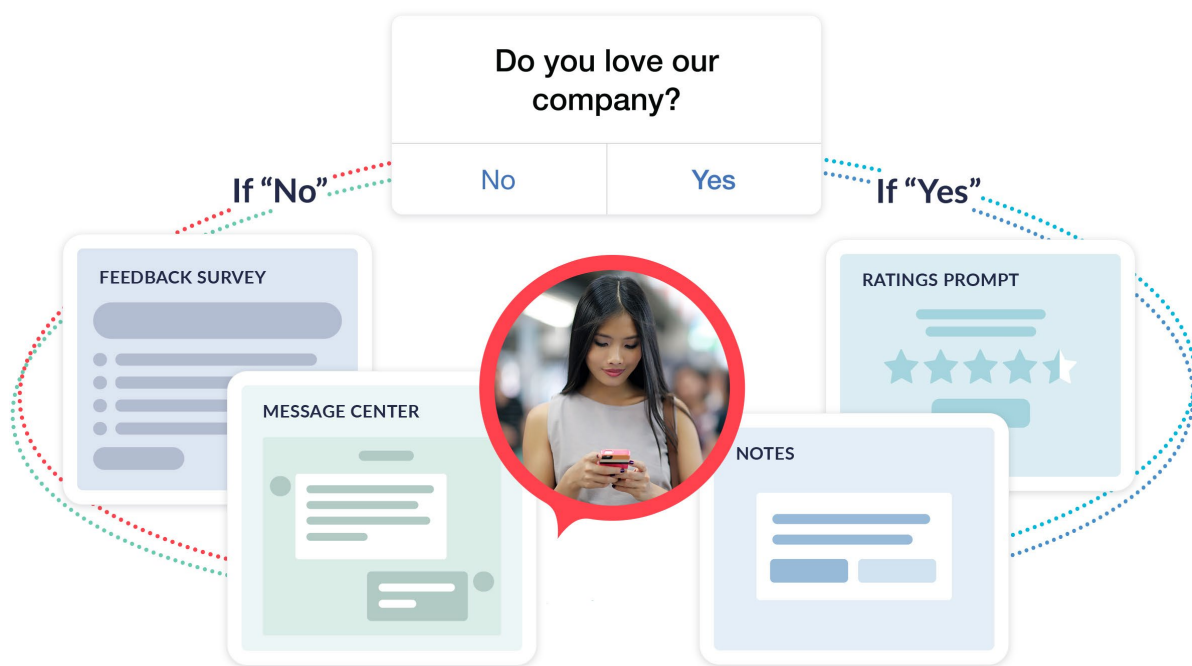 Do you love our
company?
No
Yes
If “No”
If “Yes”
FEEDBACK SURVEY
RATINGS PROMPT
MESSAGE CENTER
NOTES